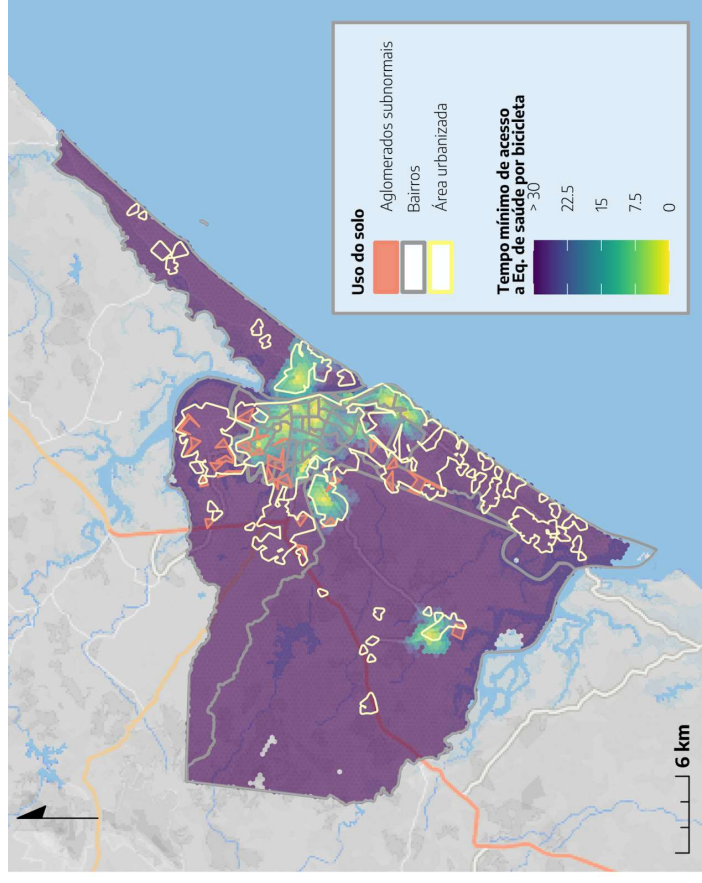 Uso do solo
Aglomerados subnormais
Bairros
Área urbanizada
Tempo mínimo de acesso
a Eq. de saúde por bicicleta
> 30
22.5
15
7.5
0
6 km